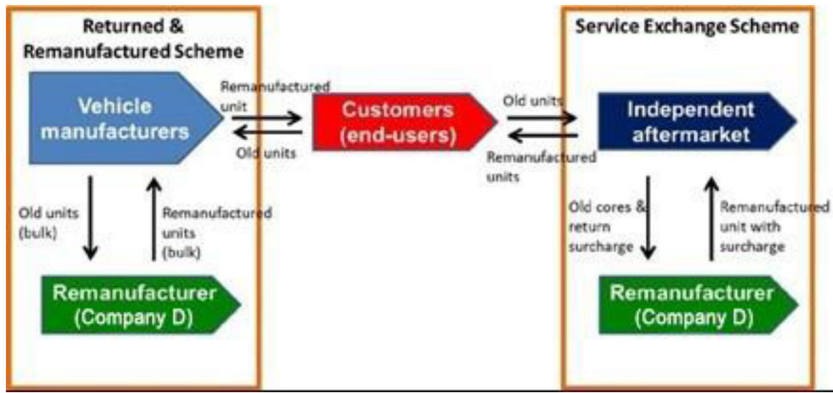 Returned &
Remanufactured Scheme
Service Exchange Scheme
Vehicle
manufacturers
Remanufactured
unit
Old units
Customers
(end-users)
Old units
Remanufactured
units
Independent
aftermarket
Old units
(bulk)
Remanufactured
units
(bulk)
Old cores &
return
surcharge
Remanufactured
unit with
surcharge
Remanufacturer
(Company D)
Remanufacturer
(Company D)